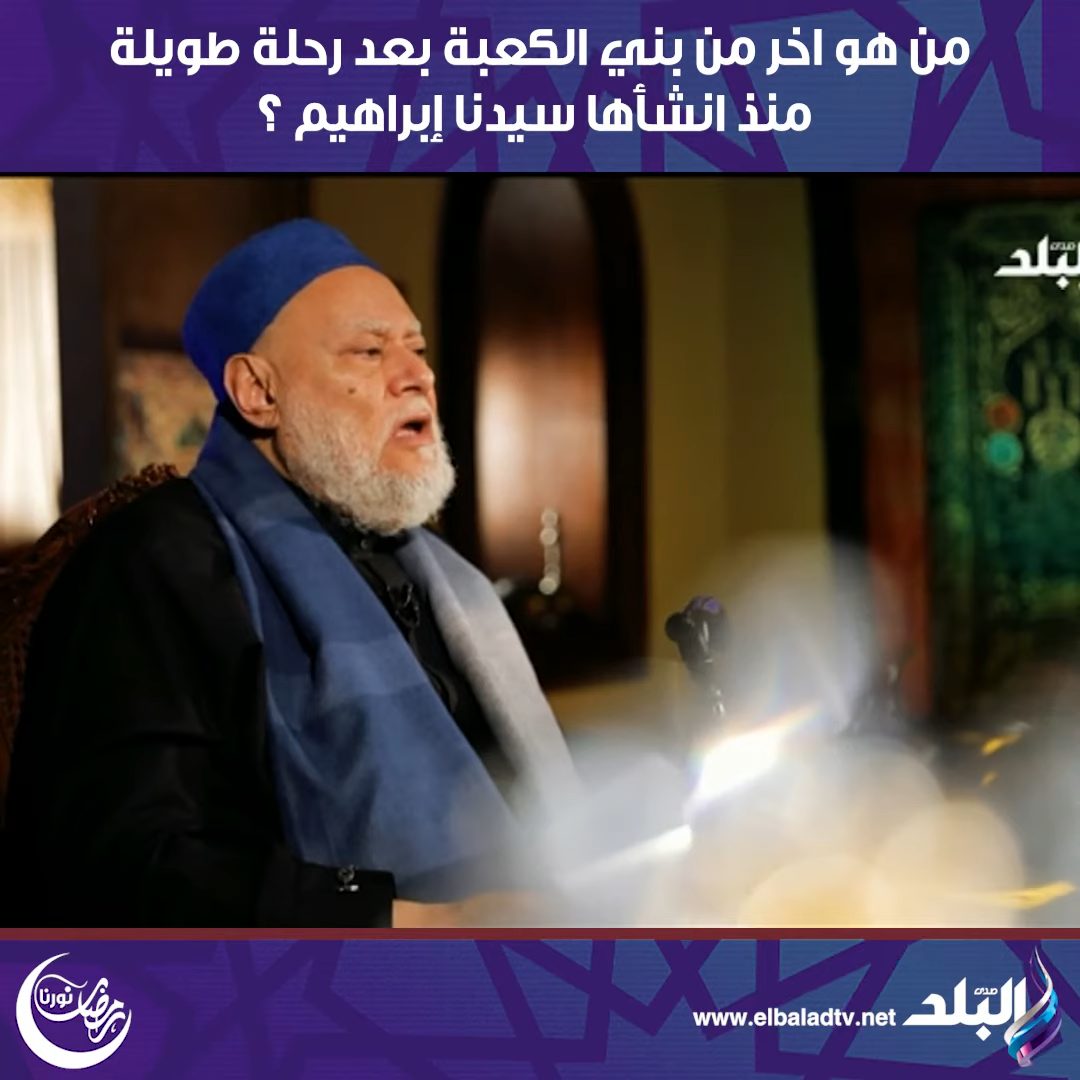 من هو اخر من بني الكعبة بعد رحلة طويلة
منذ انشأها سيدنا إبراهيم ؟
صدى
البلد
رمضان
نورنا
www.elbaladtv.net
صدى
البلد